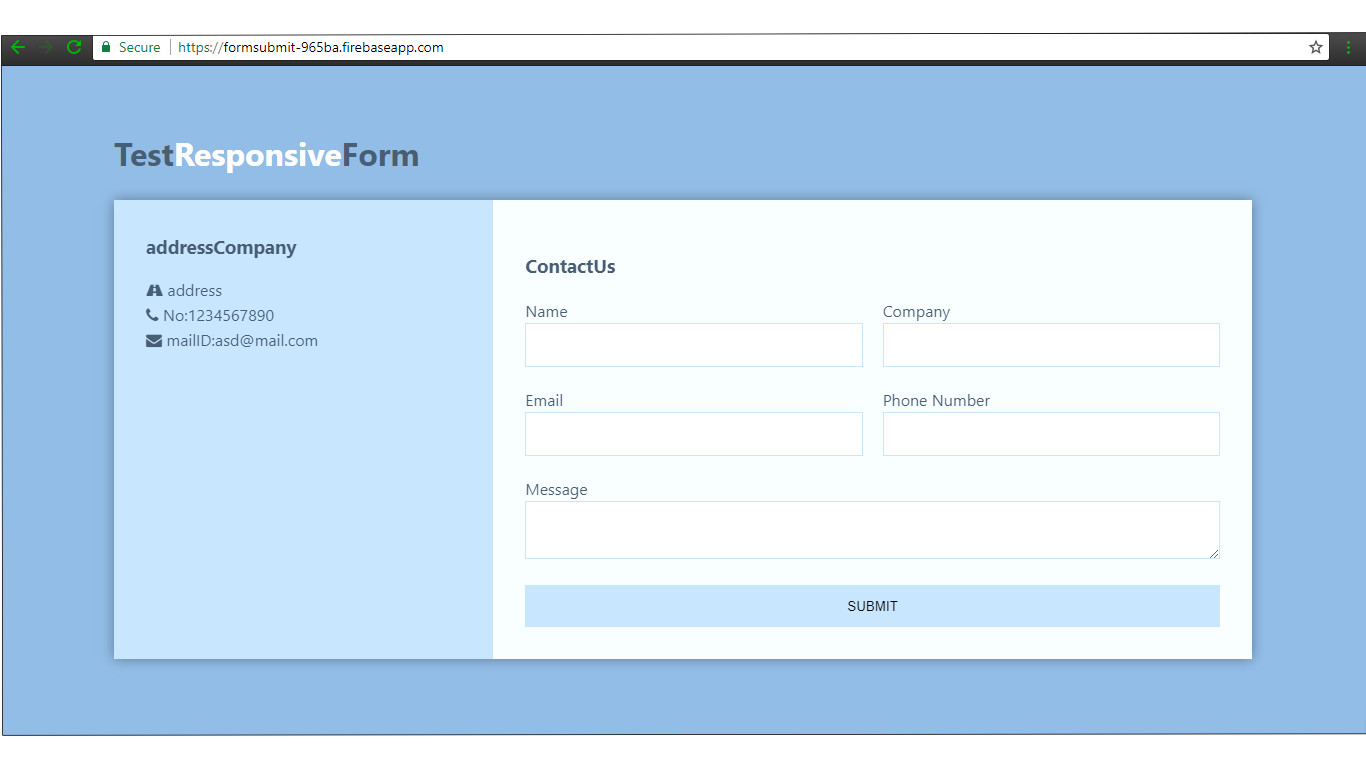 Secure https://formsubmit-965ba.firebaseapp.com
TestResponsiveForm
addressCompany
address
No:1234567890
mailID:asd@mail.com
ContactUs
Name Company
Email Phone Number
Message
SUBMIT